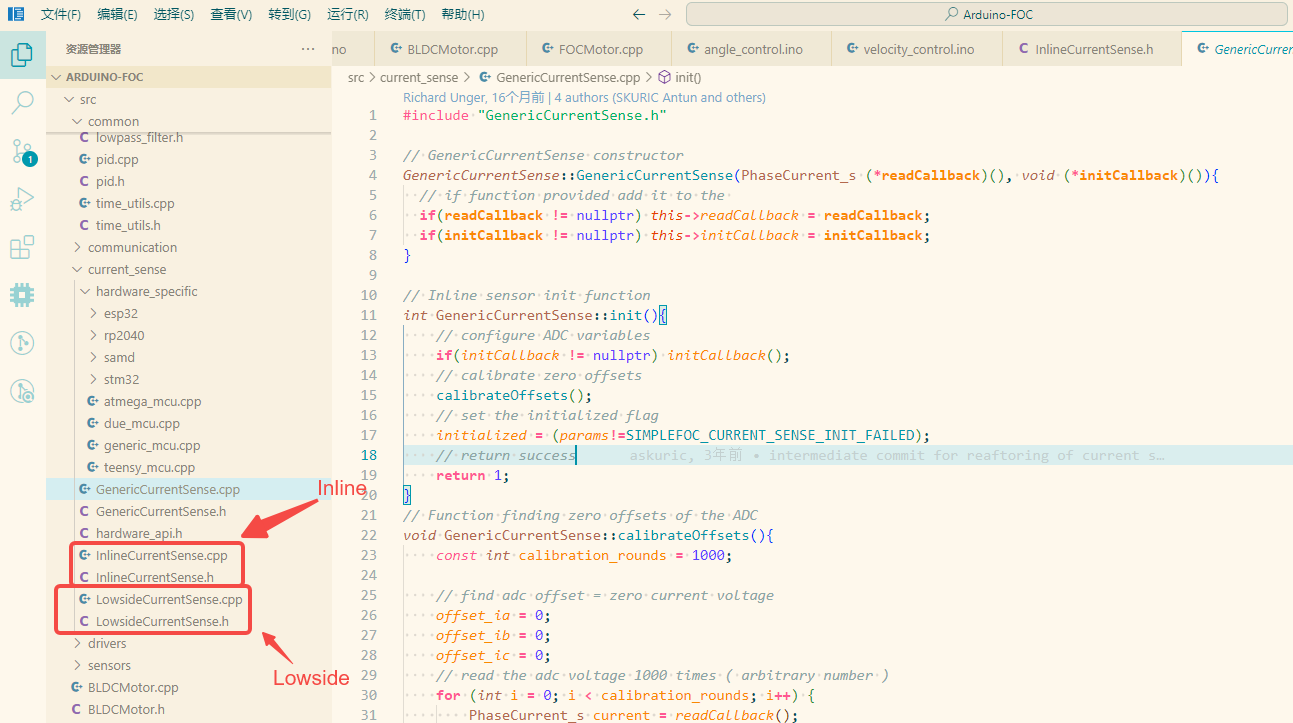 文件(F) 编辑(E) 选择(S) 查看(V) 转到(G) 运行(R) 终端(T) 帮助(H) Arduino-FOC
资源管理器
ARDUINO-FOC
src
common
lowpass_filter.h
pid.cpp
pid.h
time_utils.cpp
time_utils.h
communication
current_sense
hardware_specific
esp32
rp2040
samd
stm32
atmega_mcu.cpp
due_mcu.cpp
generic_mcu.cpp
teensy_mcu.cpp
GenericCurrentSense.cpp
GenericCurrentSense.h
hardware_api.h
InlineCurrentSense.cpp
InlineCurrentSense.h
LowsideCurrentSense.cpp
LowsideCurrentSense.h
drivers
sensors
BLDCMotor.cpp
BLDCMotor.h
1
Inline
Lowside
no BLDCMotor.cpp FOCMotor.cpp angle_control.ino velocity_control.ino InlineCurrentSense.h GenericCurren
src > current_sense > GenericCurrentSense.cpp > init()
Richard Unger, 16个月前 | 4 authors (SKURIC Antun and others)
1 #include "GenericCurrentSense.h"
2
3 // GenericCurrentSense constructor
4 GenericCurrentSense::GenericCurrentSense(PhaseCurrent_s (*readCallback)(), void (*initCallback)()){
5 // if function provided add it to the
6 if(readCallback != nullptr) this->readCallback = readCallback;
7 if(initCallback != nullptr) this->initCallback = initCallback;
8 }
9
10 // Inline sensor init function
11 int GenericCurrentSense::init(){
12 // configure ADC variables
13 if(initCallback != nullptr) initCallback();
14 // calibrate zero offsets
15 calibrateOffsets();
16 // set the initialized flag
17 initialized = (params!=SIMPLEFOC_CURRENT_SENSE_INIT_FAILED);
18 // return success askuric, 3年前 • intermediate commit for reaftoring of current s…
19 return 1;
20 }
21 // Function finding zero offsets of the ADC
22 void GenericCurrentSense::calibrateOffsets(){
23 const int calibration_rounds = 1000;
24
25 // find adc offset = zero current voltage
26 offset_ia = 0;
27 offset_ib = 0;
28 offset_ic = 0;
29 // read the adc voltage 1000 times ( arbitrary number )
30 for (int i = 0; i < calibration_rounds; i++) {
31 PhaseCurrent_s current = readCallback();